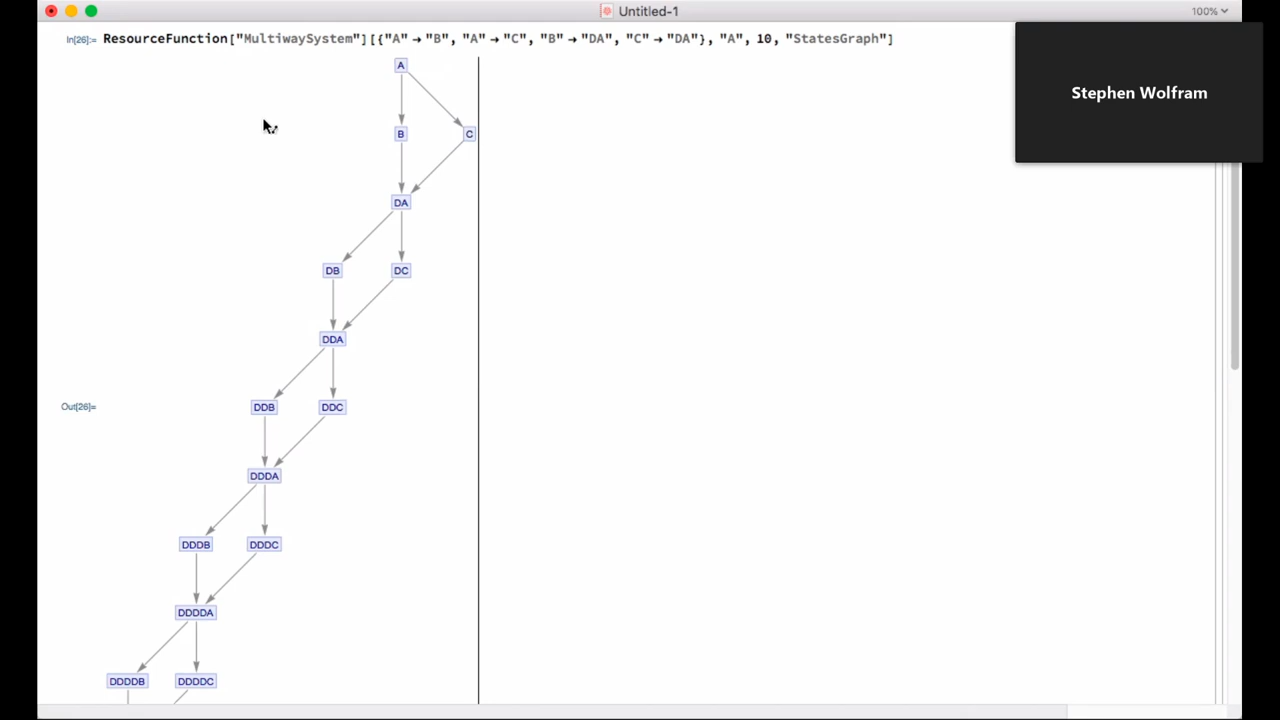 Untitled-1
100%
In[26]:= ResourceFunction["MultiwaySystem"][{"A" → "B", "A" → "C", "B" → "DA", "C" → "DA"}, "A", 10, "StatesGraph"]
Stephen Wolfram
A
B C
DA
DB DC
DDA
Out[26]= DDB DDC
DDDA
DDDB DDDC
DDDDA
DDDDB DDDDC